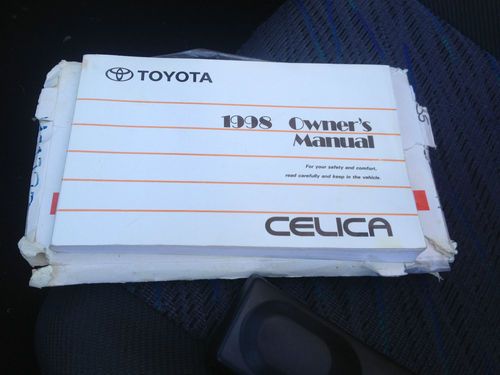 TOYOTA
1998 Owner's
Manual
For your safety and comfort,
read carefully and keep in the vehicle.
CELICA